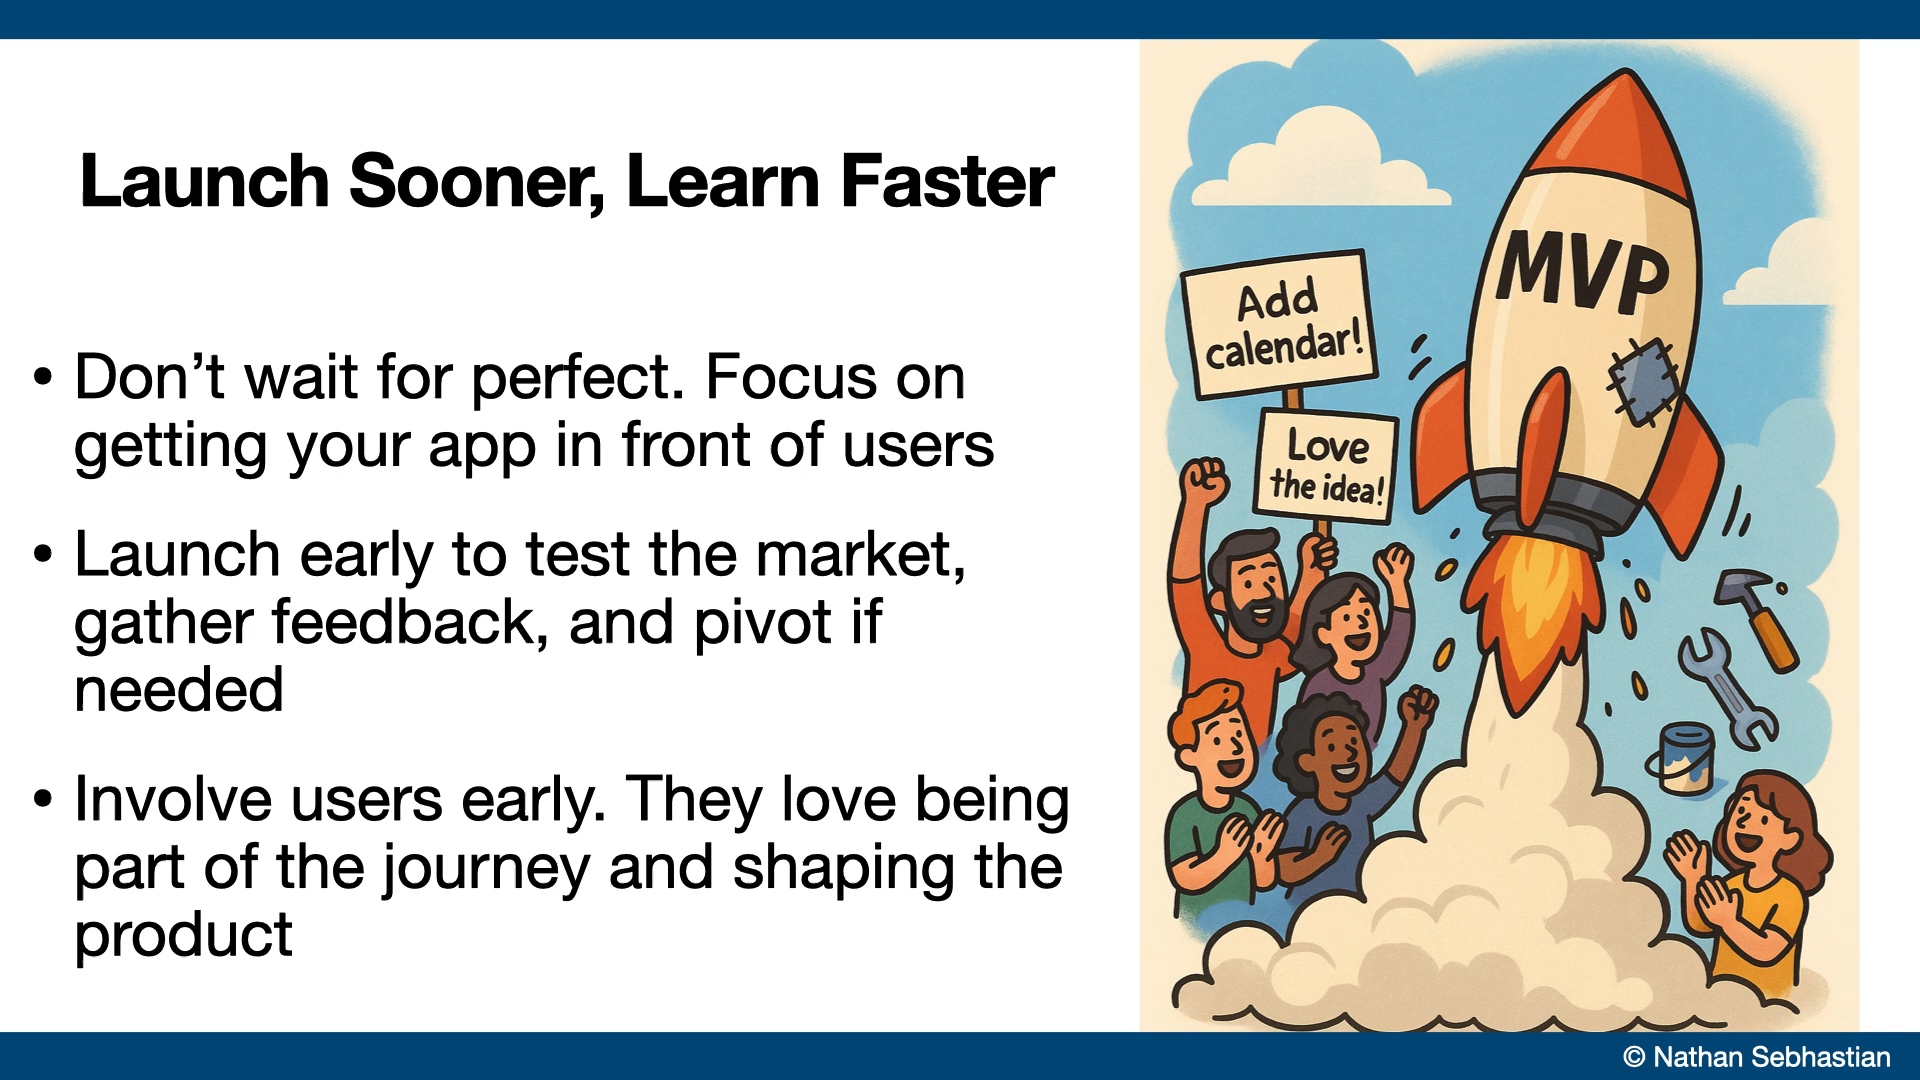 Launch Sooner, Learn Faster
• Don’t wait for perfect. Focus on
getting your app in front of users
• Launch early to test the market,
gather feedback, and pivot if
needed
• Involve users early. They love being
part of the journey and shaping the
product
MVP
Add
calendar!
Love
the idea!
© Nathan Sebhastian